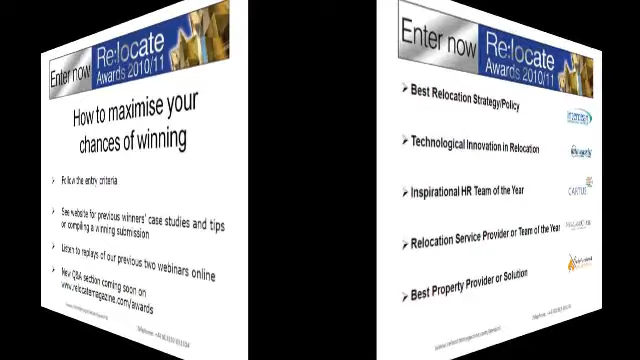 Enter now
Re:locate
Awards 2010/11
How to maximise your
chances of winning
➢ Follow the entry criteria
➢ See website for previous winners' case studies and tips
or compiling a winning submission
➢ Listen to replays of our previous two webinars online
➢ New Q&A section coming soon on
www.relocatemagazine.com/awards
Enter now
Re:locate
Awards 2010/11
➢ Best Relocation Strategy/Policy
➢ Technological Innovation in Relocation
➢ Inspirational HR Team of the Year
CARTUS
➢ Relocation Service Provider or Team of the Year
➢ Best Property Provider or Solution